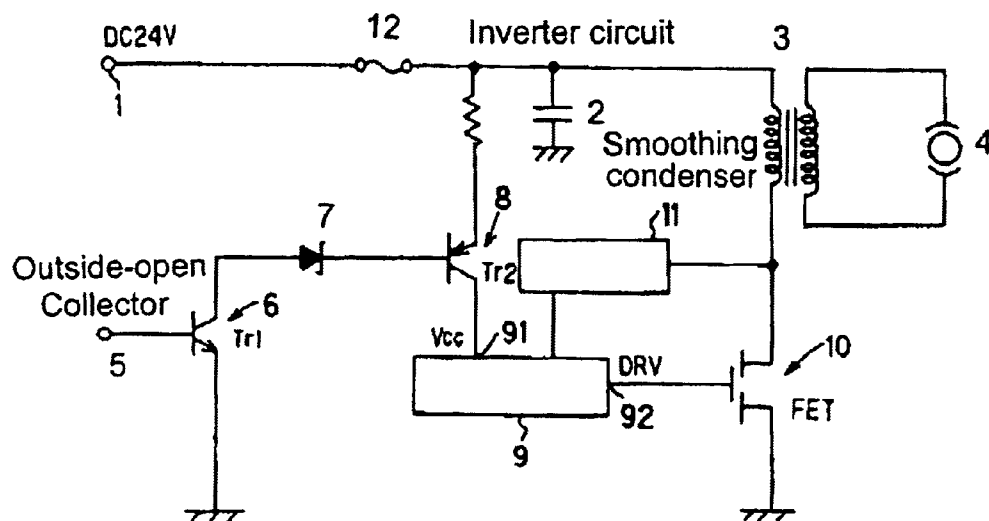 DC24V
12
Inverter circuit
3
1
2
Smoothing
condenser
4
7
8
11
Outside-open
Collector
6
Tr2
Tr1
5
Vcc
91
DRV
10
92
FET
9